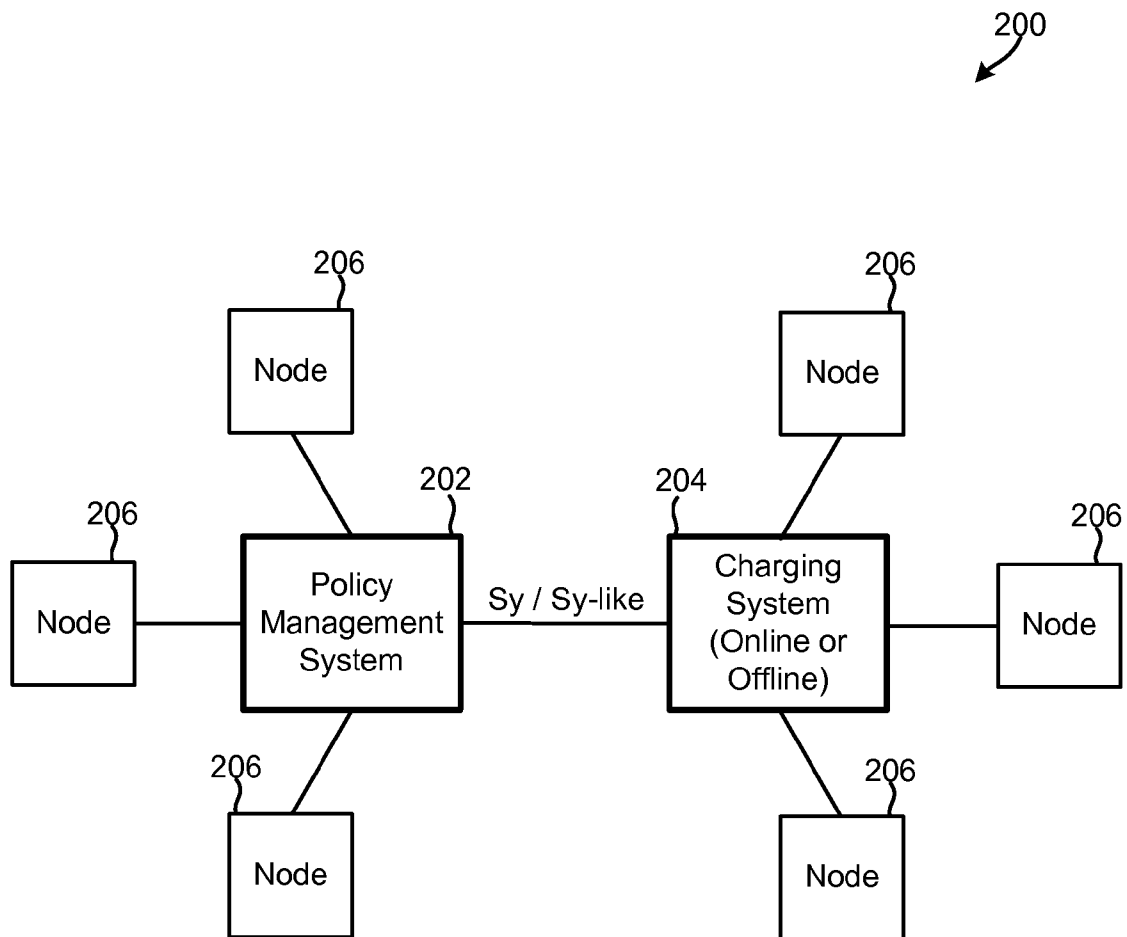 200
206
206
Node
Node
202
204
206
206
Node
Policy
Management
System
Sy / Sy-like
Charging
System
(Online or
Offline)
Node
206
206
Node
Node